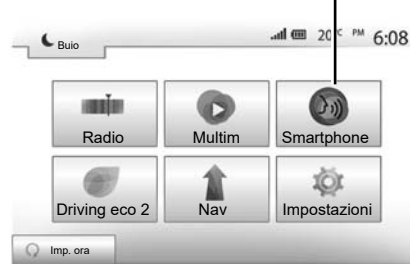 Buio
20°C PM 6:08
Radio Multim Smartphone
Driving eco 2 Nav Impostazioni
Imp. ora